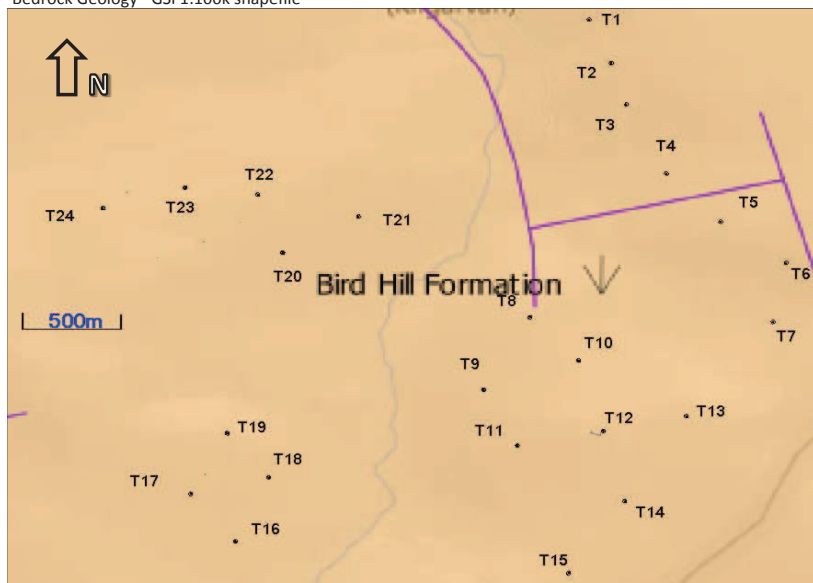 Bedrock Geology - GSI 1:100k shapefile
(Kilgarvan)
T1
N
T2
T3
T4
T22
T23
T24
T5
T21
T20
T6
Bird Hill Formation
T8
500m
T7
T10
T9
T13
T12
T19
T11
T18
T17
T14
T16
T15